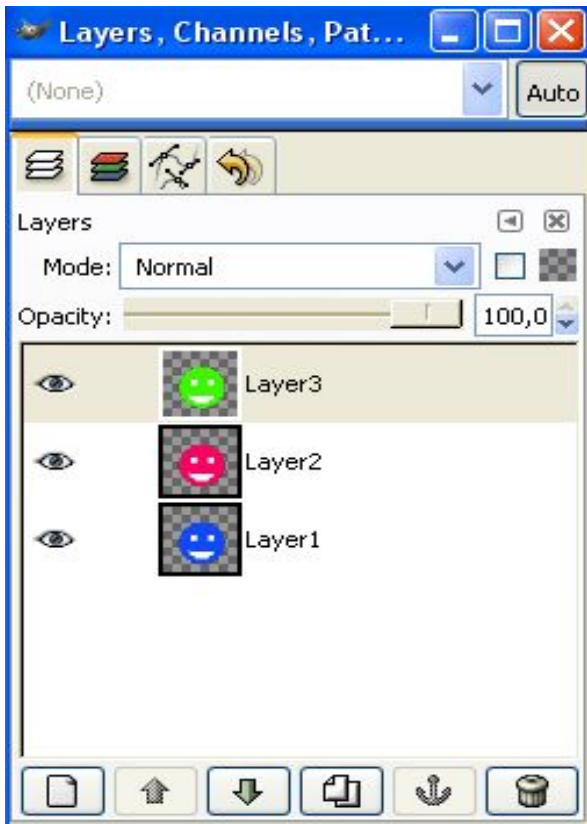 Layers, Channels, Pat...
(None)
Auto
Layers
Mode: Normal
Opacity: 100,0
Layer3
Layer2
Layer1